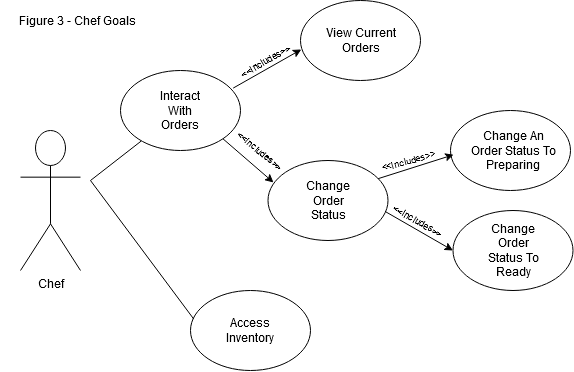 Figure 3 - Chef Goals
View Current
Orders
<<Includes>>
Interact
With
Orders
<<Includes>>
Change An
Order Status To
Preparing
<<Includes>>
Change
Order
Status
<<Includes>>
Change
Order
Status To
Ready
Chef
Access
Inventory